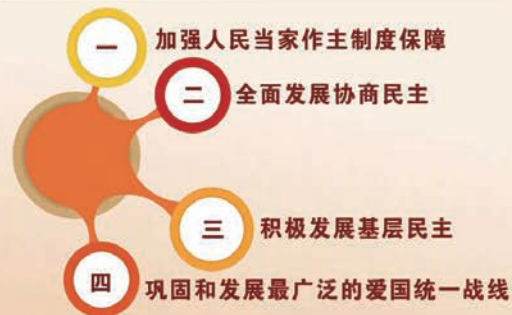 一 加强人民当家作主制度保障
二 全面发展协商民主
三 积极发展基层民主
四 巩固和发展最广泛的爱国统一战线